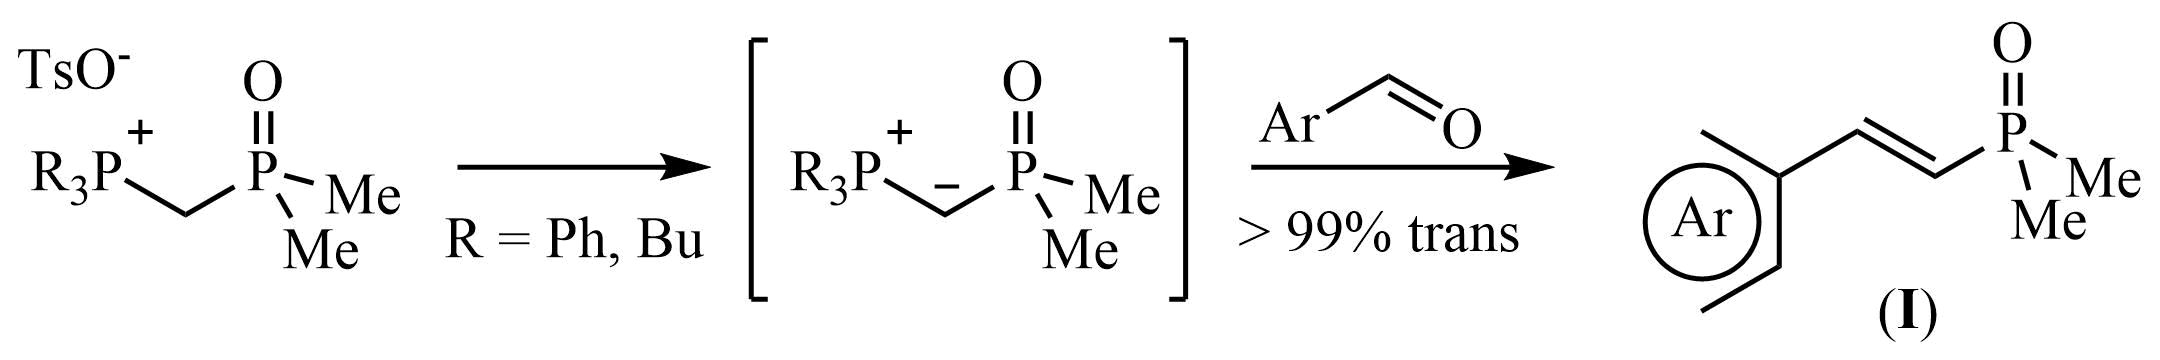 TsO-
R3P+ P O Me Me
R = Ph, Bu
R3P+ - P O Me Me
Ar O
> 99% trans
Ar P O Me Me
(I)